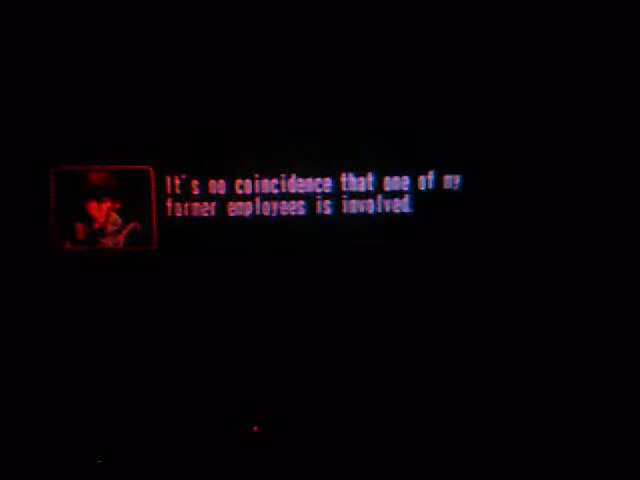 It's no coincidence that one of my
former employees is involved.